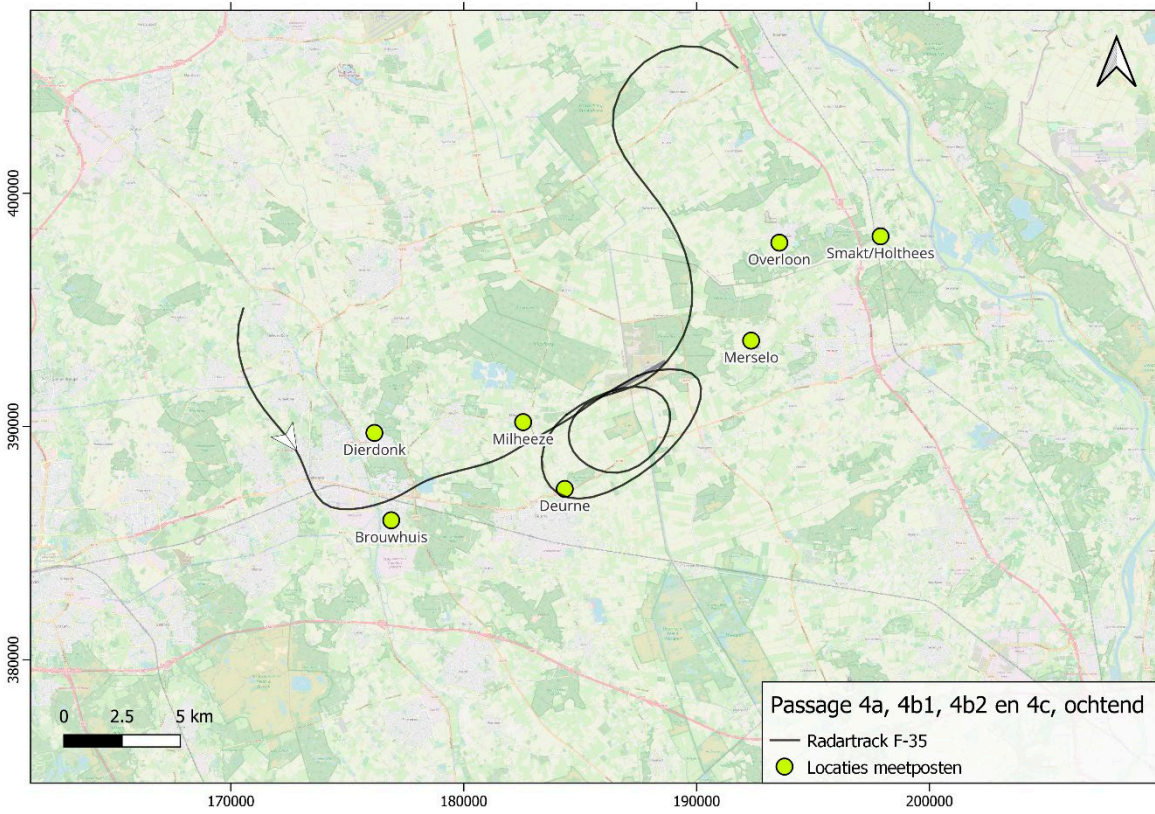 400000
390000
380000
Overloon
Smakt/Holthees
Merselo
Milheeze
Dierdonk
Deurne
Brouwhuis
0 2.5 5 km
Passage 4a, 4b1, 4b2 en 4c, ochtend
Radartrack F-35
Locaties meetposten
170000 180000 190000 200000